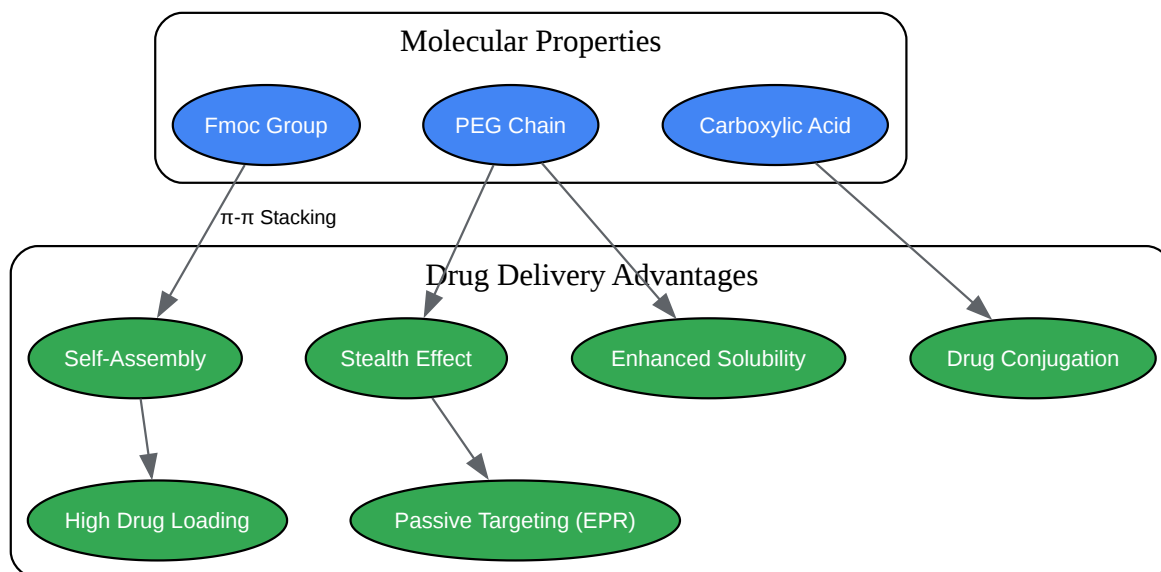 Molecular Properties
Fmoc Group
PEG Chain
Carboxylic Acid
π-π Stacking
Drug Delivery Advantages
Self-Assembly
Stealth Effect
Enhanced Solubility
Drug Conjugation
High Drug Loading
Passive Targeting (EPR)